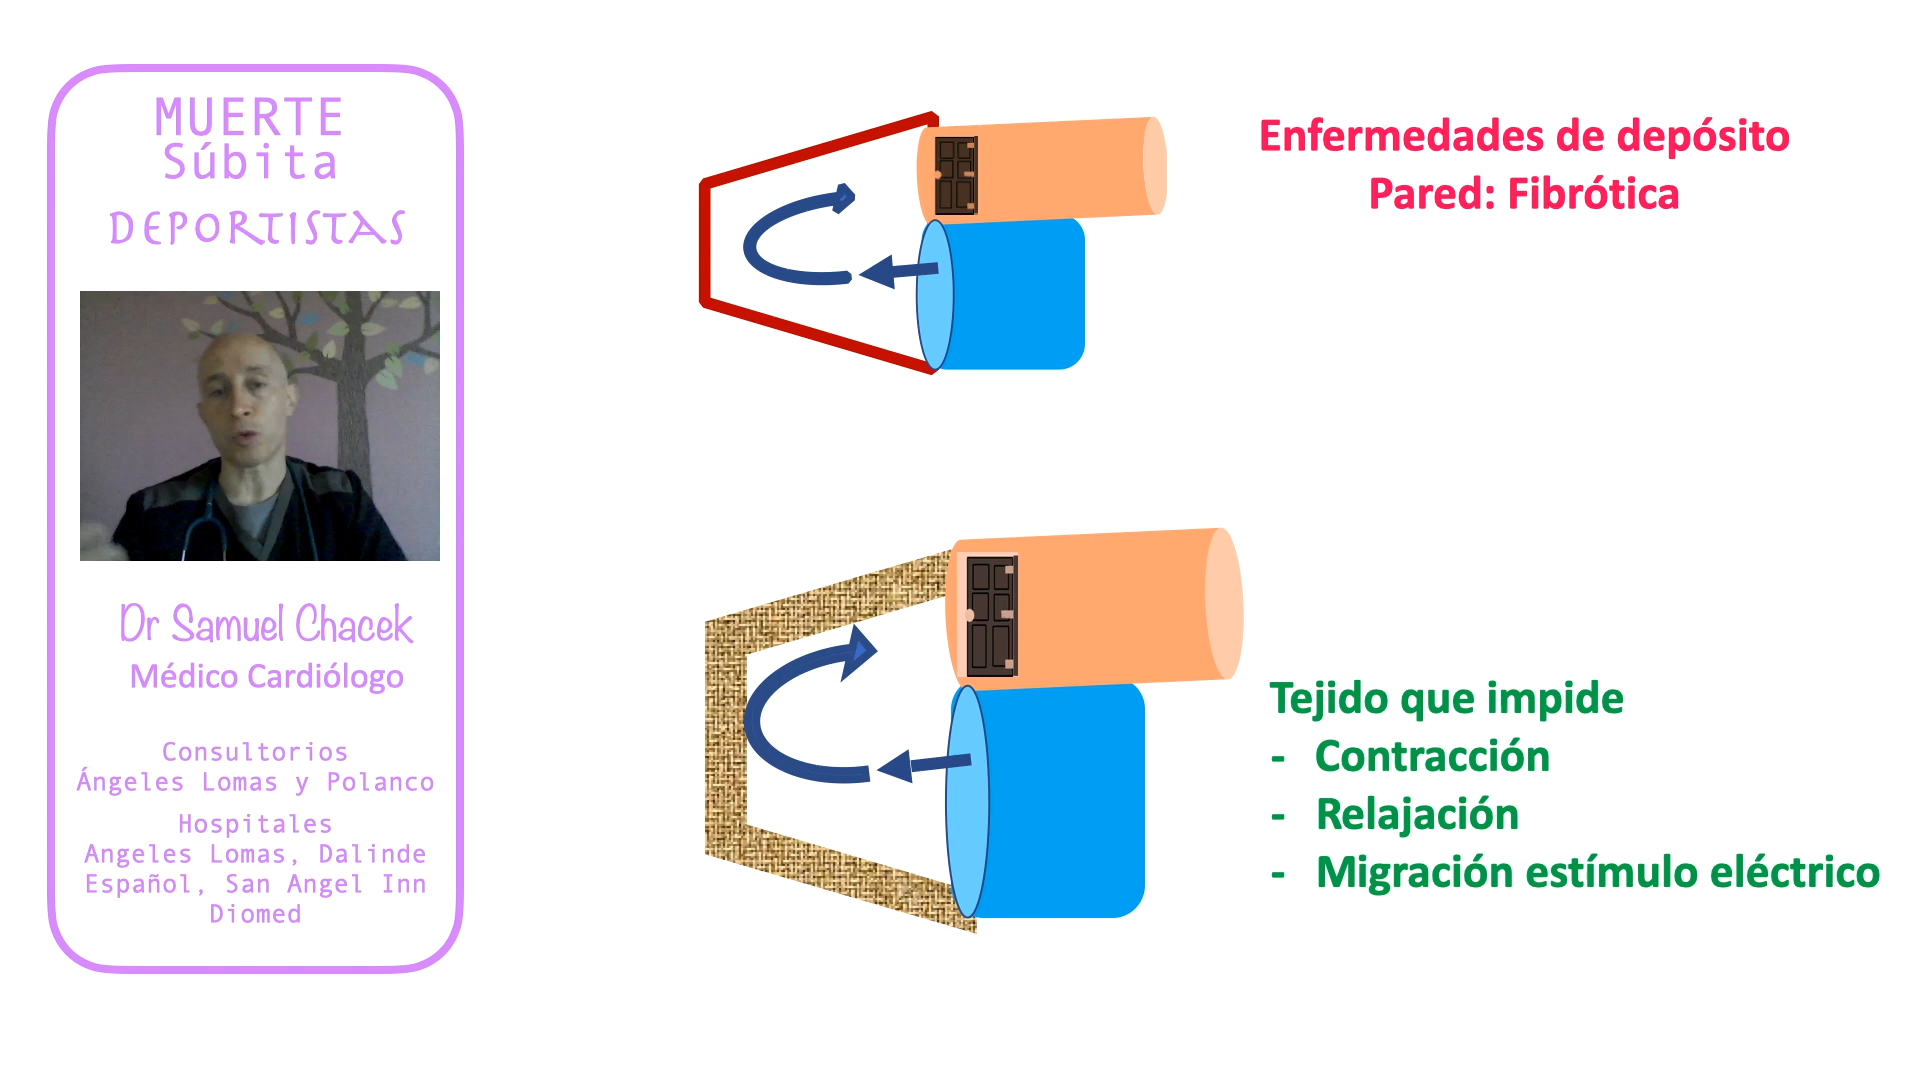 MUERTE
Súbita
DEPORTISTAS
Dr Samuel Chacek
Médico Cardiólogo
Consultorios
Ángeles Lomas y Polanco
Hospitales
Angeles Lomas, Dalinde
Español, San Angel Inn
Diomed
Enfermedades de depósito
Pared: Fibrótica
Tejido que impide
- Contracción
- Relajación
- Migración estímulo eléctrico